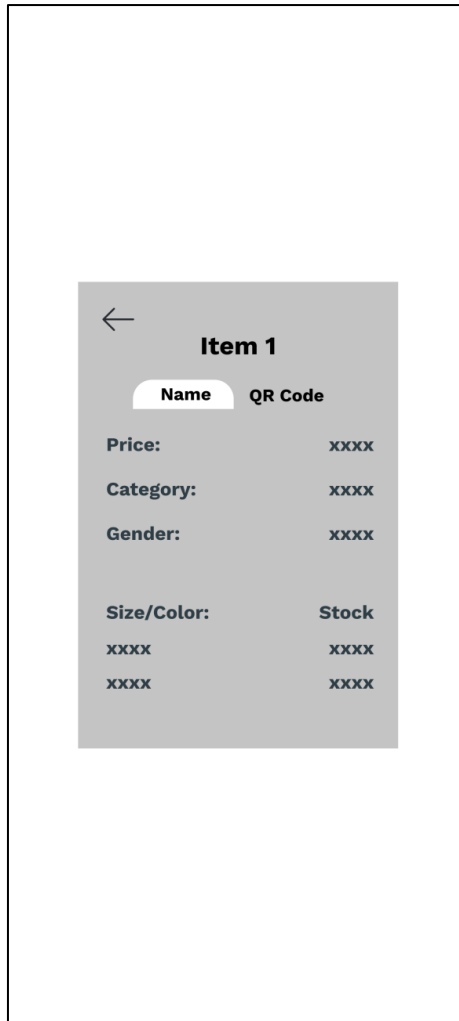 Item 1
Name QR Code
Price: xxxx
Category: xxxx
Gender: xxxx
Size/Color: Stock
xxxx xxxx
xxxx xxxx